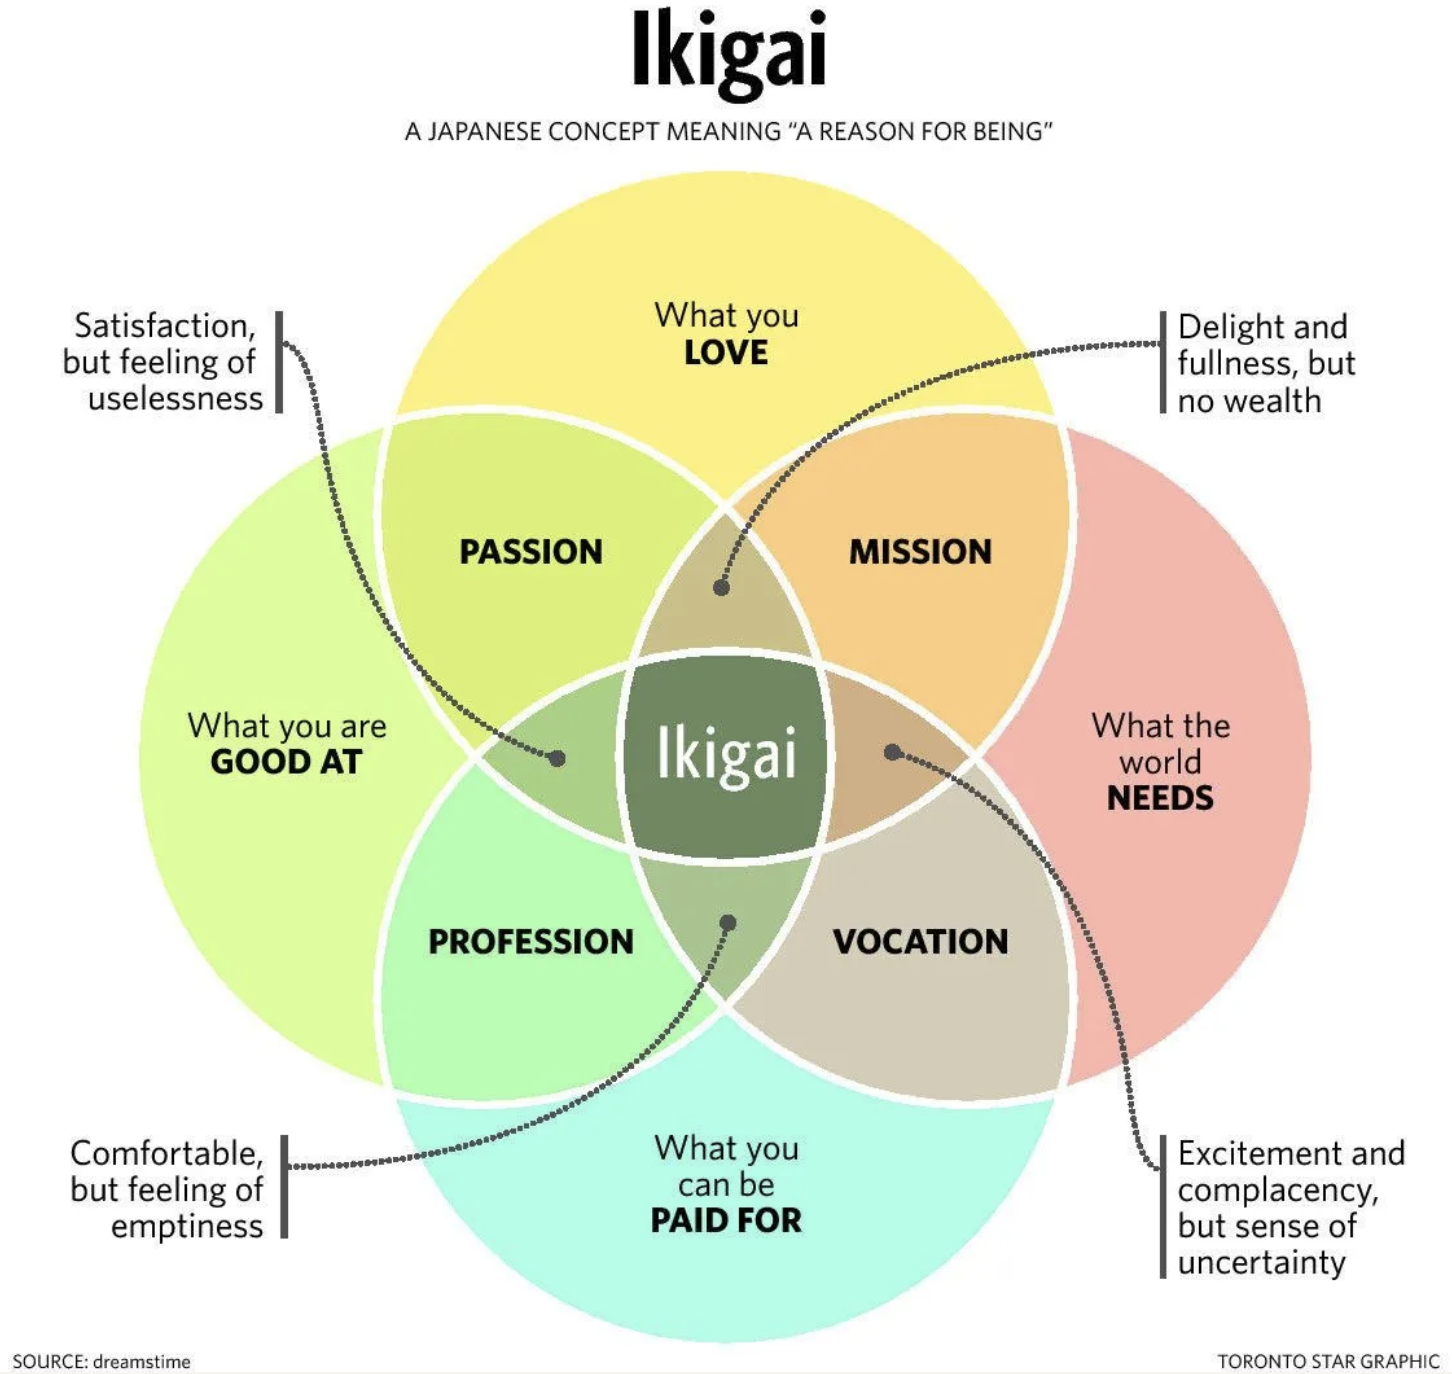 Ikigai
A JAPANESE CONCEPT MEANING “A REASON FOR BEING”
Satisfaction,
but feeling of
uselessness
What you
LOVE
Delight and
fullness, but
no wealth
PASSION
MISSION
What you are
GOOD AT
Ikigai
What the
world
NEEDS
PROFESSION
VOCATION
Comfortable,
but feeling of
emptiness
What you
can be
PAID FOR
Excitement and
complacency,
but sense of
uncertainty
SOURCE: dreamstime
TORONTO STAR GRAPHIC